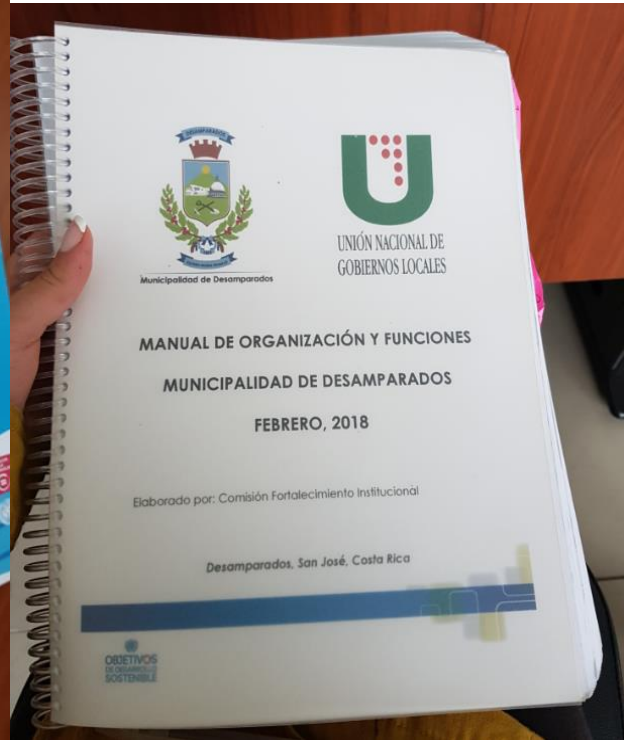 DESAMPARADOS
Municipalidad de Desamparados
UNIÓN NACIONAL DE
GOBIERNOS LOCALES
MANUAL DE ORGANIZACIÓN Y FUNCIONES
MUNICIPALIDAD DE DESAMPARADOS
FEBRERO, 2018
Elaborado por: Comisión Fortalecimiento Institucional
Desamparados, San José, Costa Rica
OBJETIVOS
DE DESARROLLO
SOSTENIBLE